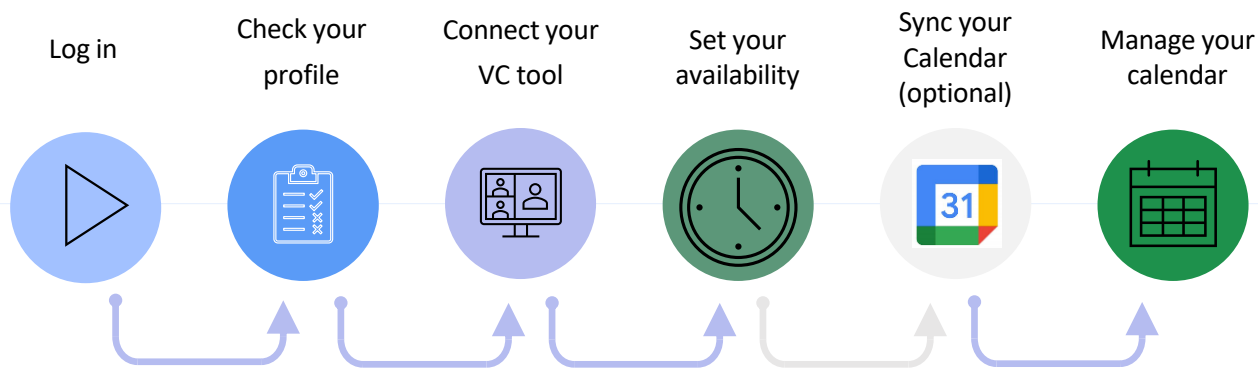 Log in
Check your
profile
Connect your
VC tool
Set your
availability
Sync your
Calendar
(optional)
Manage your
calendar
31